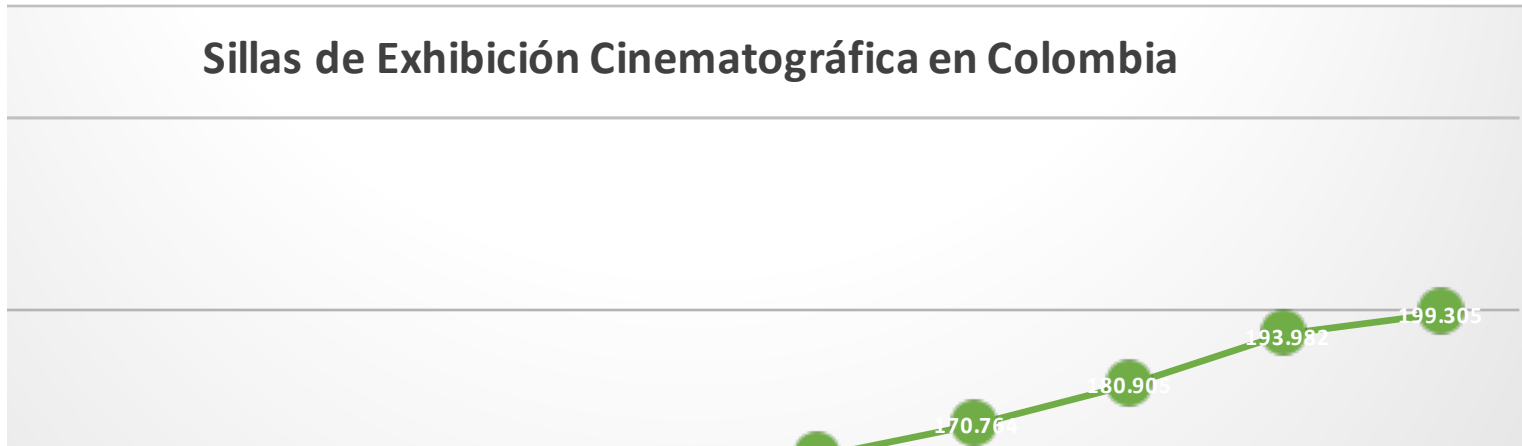 Sillas de Exhibición Cinematográfica en Colombia
199.305
193.982
180.905
170.764